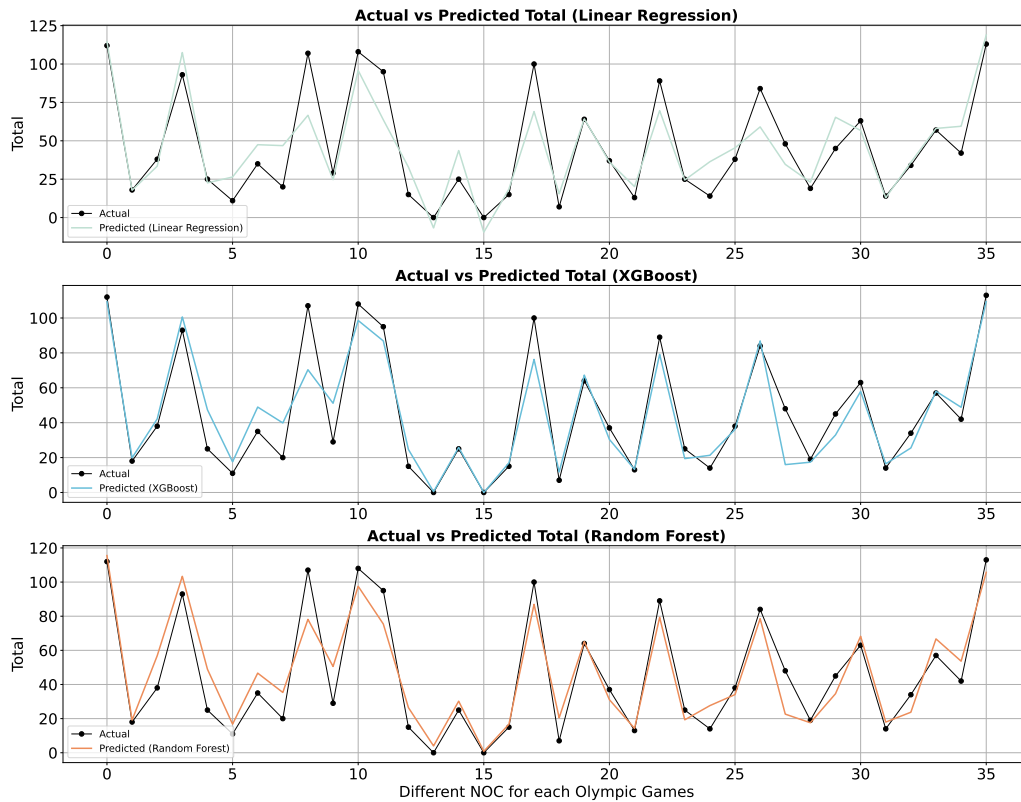 Actual vs Predicted Total (Linear Regression)
125
100
75
50
25
0
Total
Actual
Predicted (Linear Regression)
0 5 10 15 20 25 30 35
Actual vs Predicted Total (XGBoost)
100
80
60
40
20
0
Total
Actual
Predicted (XGBoost)
0 5 10 15 20 25 30 35
Actual vs Predicted Total (Random Forest)
120
100
80
60
40
20
0
Total
Actual
Predicted (Random Forest)
0 5 10 15 20 25 30 35
Different NOC for each Olympic Games